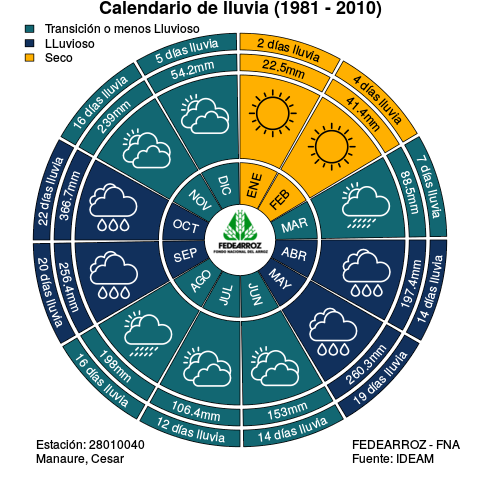 Calendario de lluvia (1981 - 2010)
Transición o menos Lluvioso
LLuvioso
Seco
2 días lluvia
22.5mm
ENE
4 días lluvia
41.4mm
FEB
7 días lluvia
88.5mm
MAR
14 días lluvia
197.4mm
ABR
19 días lluvia
260.3mm
MAY
14 días lluvia
153mm
JUN
12 días lluvia
106.4mm
JUL
16 días lluvia
198mm
AGO
20 días lluvia
256.4mm
SEP
22 días lluvia
366.7mm
OCT
16 días lluvia
239mm
NOV
5 días lluvia
54.2mm
DIC
FEDEARROZ
FONDO NACIONAL DEL ARROZ
Estación: 28010040
Manaure, Cesar
FEDEARROZ - FNA
Fuente: IDEAM